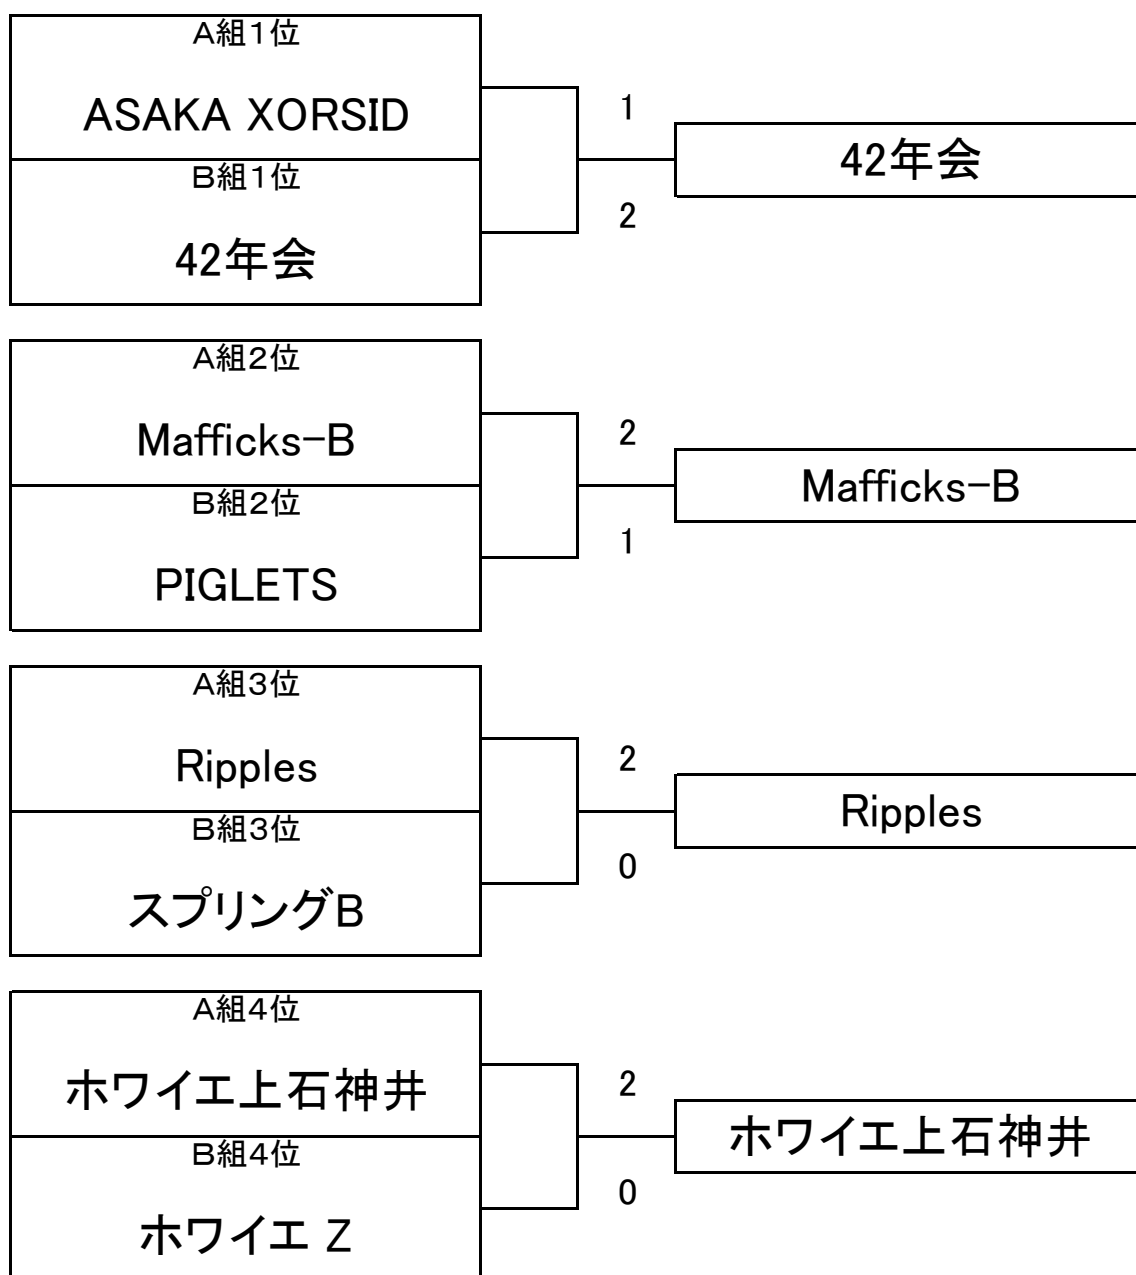 A組1位
ASAKA XORSID
B組1位
42年会
1
2
42年会
A組2位
Mafficks-B
B組2位
PIGLETS
2
1
Mafficks-B
A組3位
Ripples
B組3位
スプリングB
2
0
Ripples
A組4位
ホワイエ上石神井
B組4位
ホワイエ Z
2
0
ホワイエ上石神井